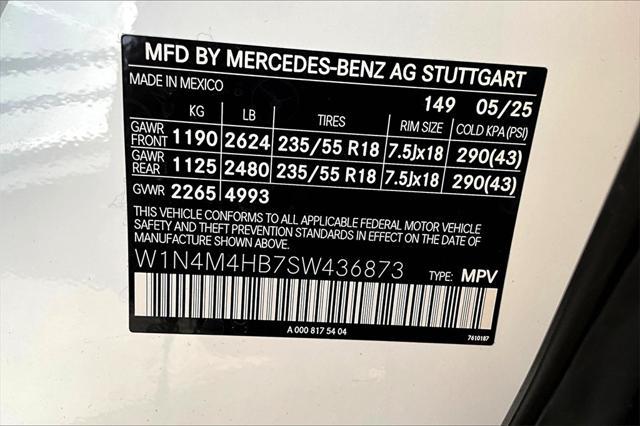 MFD BY MERCEDES-BENZ AG STUTTGART
MADE IN MEXICO
149 05/25
KG LB TIRES RIM SIZE COLD KPA (PSI)
GAWR FRONT 1190 2624 235/55 R18 7.5Jx18 290(43)
GAWR REAR 1125 2480 235/55 R18 7.5Jx18 290(43)
GVWR 2265 4993
THIS VEHICLE CONFORMS TO ALL APPLICABLE FEDERAL MOTOR VEHICLE
SAFETY AND THEFT PREVENTION STANDARDS IN EFFECT ON THE DATE
OF MANUFACTURE SHOWN ABOVE.
W1N4M4HB7SW436873 TYPE: MPV
A 000 817 54 04
7610187